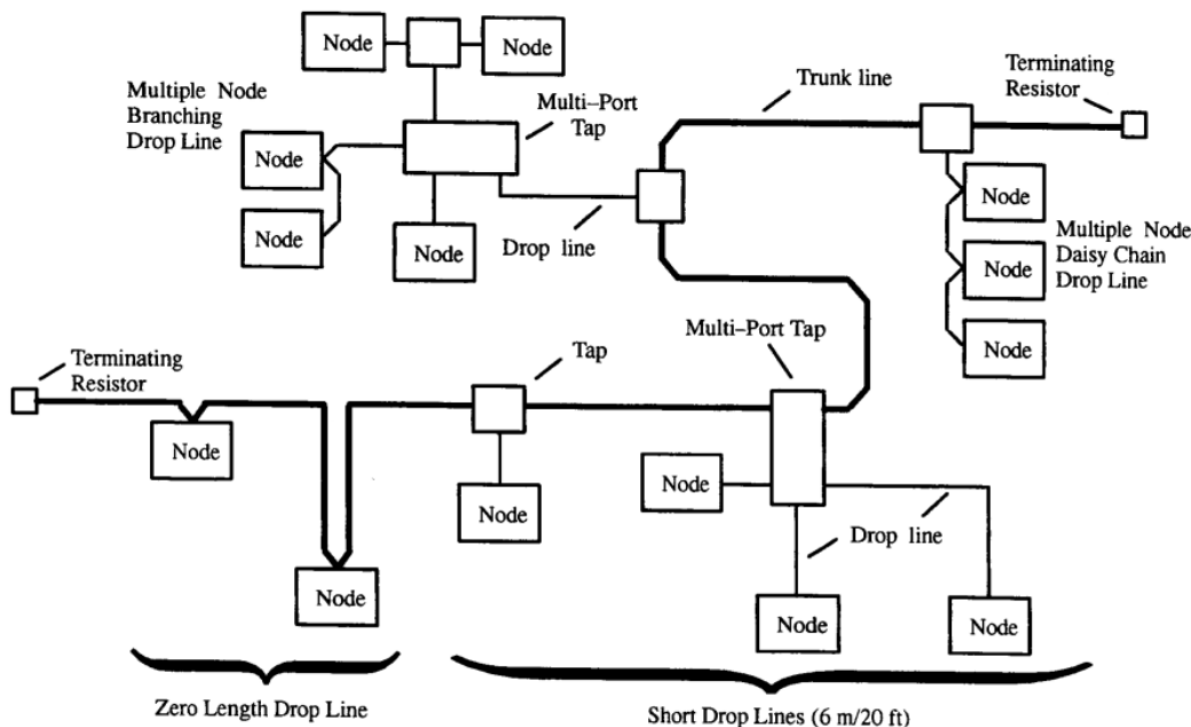 Node
Node
Multiple Node
Branching
Drop Line
Multi–Port
Tap
Trunk line
Terminating
Resistor
Node
Node
Node
Drop line
Node
Multiple Node
Daisy Chain
Drop Line
Node
Node
Terminating
Resistor
Tap
Multi–Port Tap
Node
Node
Node
Node
Drop line
Node
Node
Zero Length Drop Line
Short Drop Lines (6 m/20 ft)